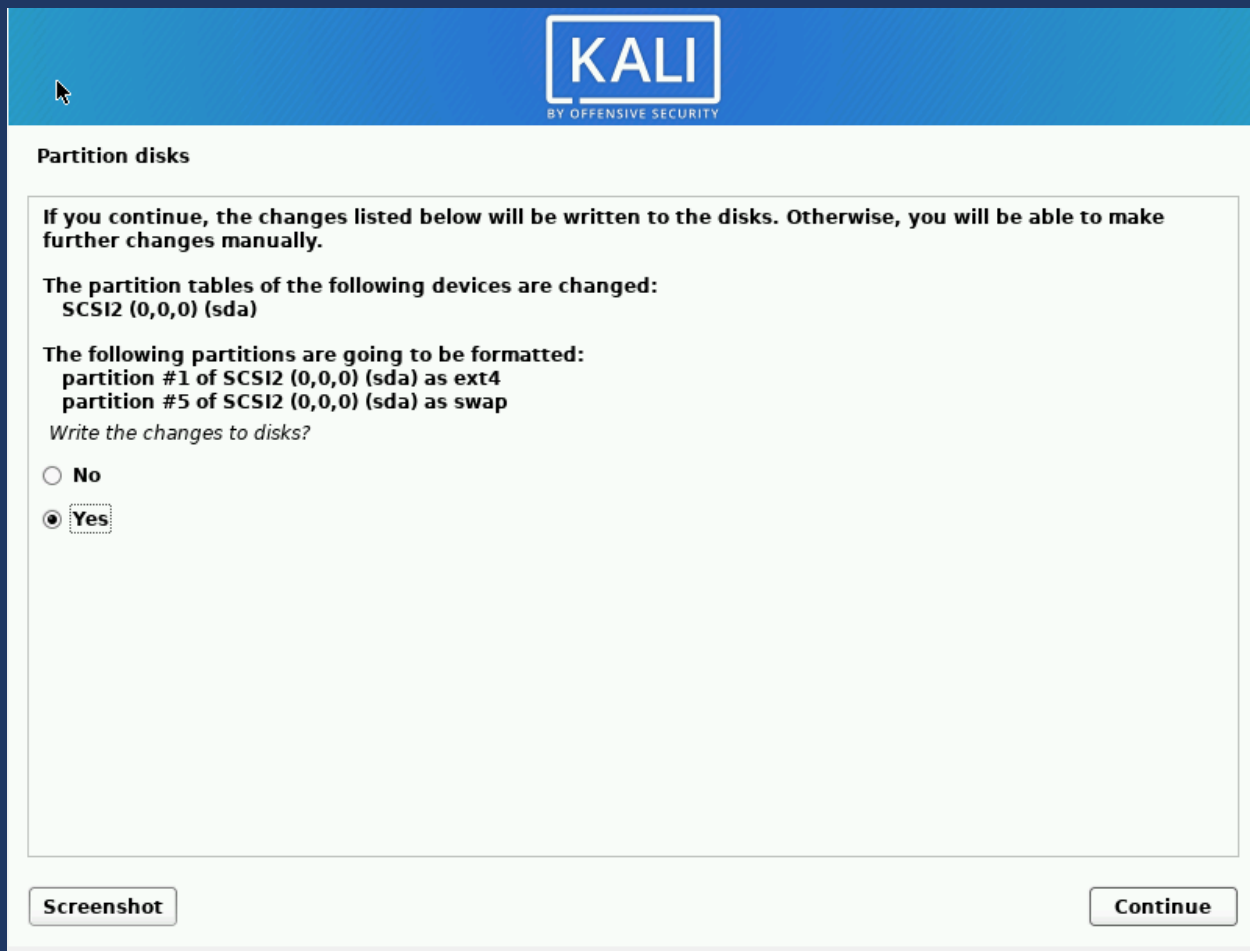 KALI
BY OFFENSIVE SECURITY
Partition disks
If you continue, the changes listed below will be written to the disks. Otherwise, you will be able to make
further changes manually.
The partition tables of the following devices are changed:
SCSI2 (0,0,0) (sda)
The following partitions are going to be formatted:
partition #1 of SCSI2 (0,0,0) (sda) as ext4
partition #5 of SCSI2 (0,0,0) (sda) as swap
Write the changes to disks?
No
Yes
Screenshot
Continue